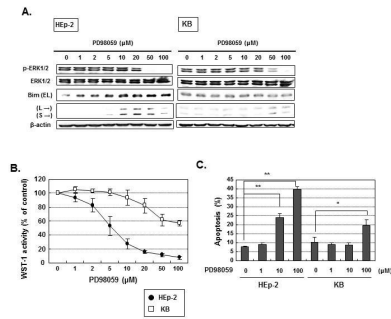 A.
HEp-2
KB
PD98059 (μM)
PD98059 (μM)
0 1 2 5 10 20 50 100
0 1 2 5 10 20 50 100
p-ERK1/2
ERK1/2
Bim (EL)
(L →)
(S →)
β-actin
B.
WST-1 activity (% of control)
120
100
80
60
40
20
0
0 1 2 5 10 20 50 100
PD98059 (μM)
HEp-2
KB
C.
Apoptosis (%)
45
40
35
30
25
20
15
10
5
0
**
**
*
PD98059 0 1 10 100 0 1 10 100 (μM)
HEp-2 KB